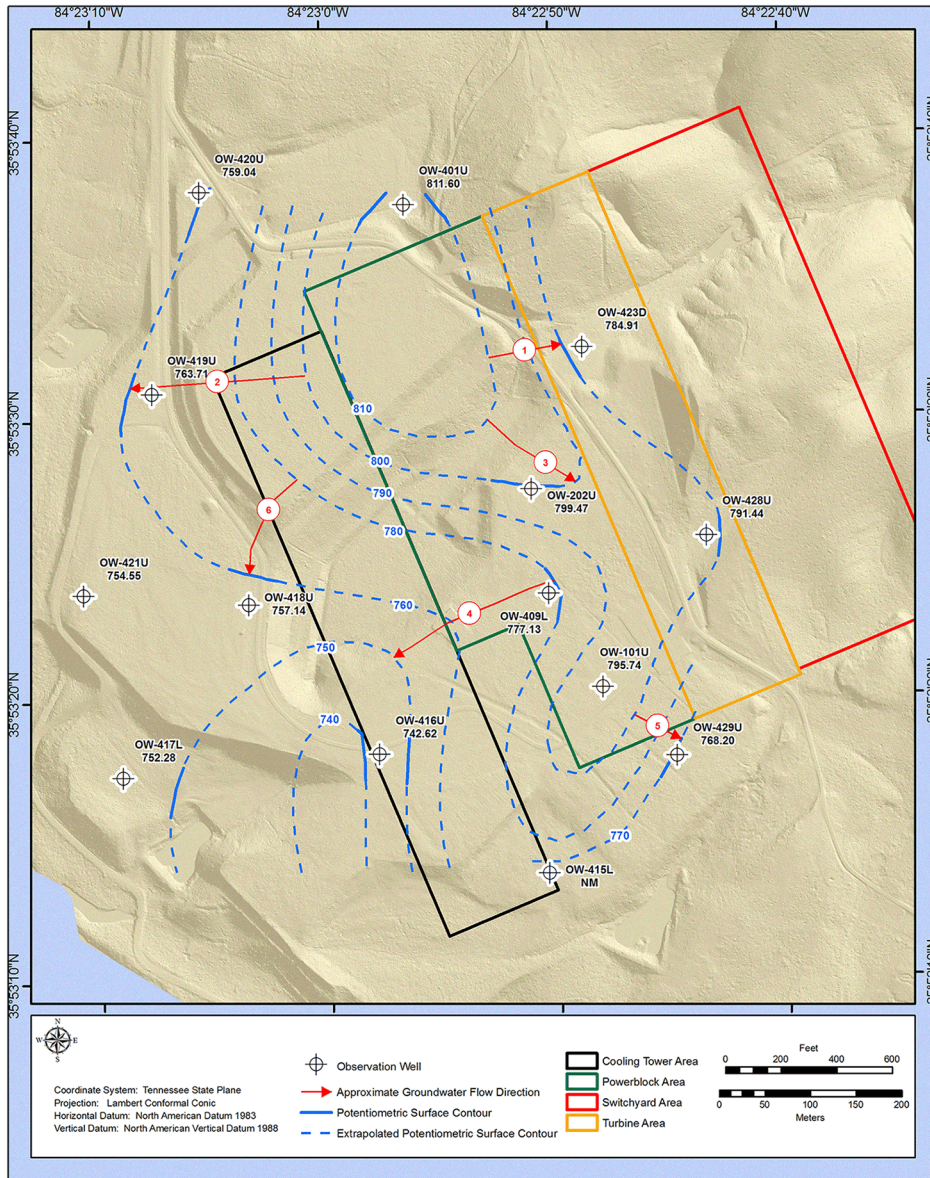 84°23'10"W
84°23'0"W
84°22'50"W
84°22'40"W
35°53'40"N
35°53'30"N
35°53'20"N
35°53'10"N
OW-420U
759.04
OW-401U
811.60
OW-423D
784.91
OW-419U
763.71
1
2
810
800
3
790
OW-202U
799.47
6
780
OW-428U
791.44
OW-421U
754.55
OW-418U
757.14
760
4
OW-409L
777.13
750
OW-101U
795.74
740
OW-416U
742.62
5
OW-429U
768.20
OW-417L
752.28
770
OW-415L
NM
N
W
E
S
Coordinate System: Tennessee State Plane
Projection: Lambert Conformal Conic
Horizontal Datum: North American Datum 1983
Vertical Datum: North American Vertical Datum 1988
Observation Well
Approximate Groundwater Flow Direction
Potentiometric Surface Contour
Extrapolated Potentiometric Surface Contour
Cooling Tower Area
Powerblock Area
Switchyard Area
Turbine Area
Feet
0 200 400 600
0 50 100 150 200
Meters